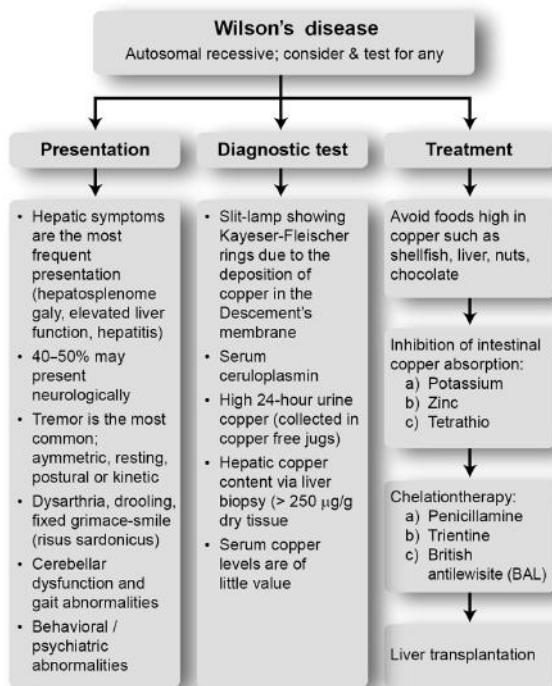 Wilson's disease
Autosomal recessive; consider & test for any
Presentation
• Hepatic symptoms
are the most
frequent
presentation
(hepatosplenome
galy, elevated liver
function, hepatitis)
• 40–50% may
present
neurologically
• Tremor is the most
common;
aymmetric, resting,
postural or kinetic
• Dysarthria, drooling,
fixed grimace-smile
(risus sardonicus)
• Cerebellar
dysfunction and
gait abnormalities
• Behavioral /
psychiatric
abnormalities
Diagnostic test
• Slit-lamp showing
Kayeser-Fleischer
rings due to the
deposition of
copper in the
Descement's
membrane
• Serum
ceruloplasmin
• High 24-hour urine
copper (collected in
copper free jugs)
• Hepatic copper
content via liver
biopsy (> 250 μg/g
dry tissue
• Serum copper
levels are of
little value
Treatment
Avoid foods high in
copper such as
shellfish, liver, nuts,
chocolate
Inhibition of intestinal
copper absorption:
a) Potassium
b) Zinc
c) Tetrathio
Chelationtherapy:
a) Penicillamine
b) Trientine
c) British
antilewisite (BAL)
Liver transplantation